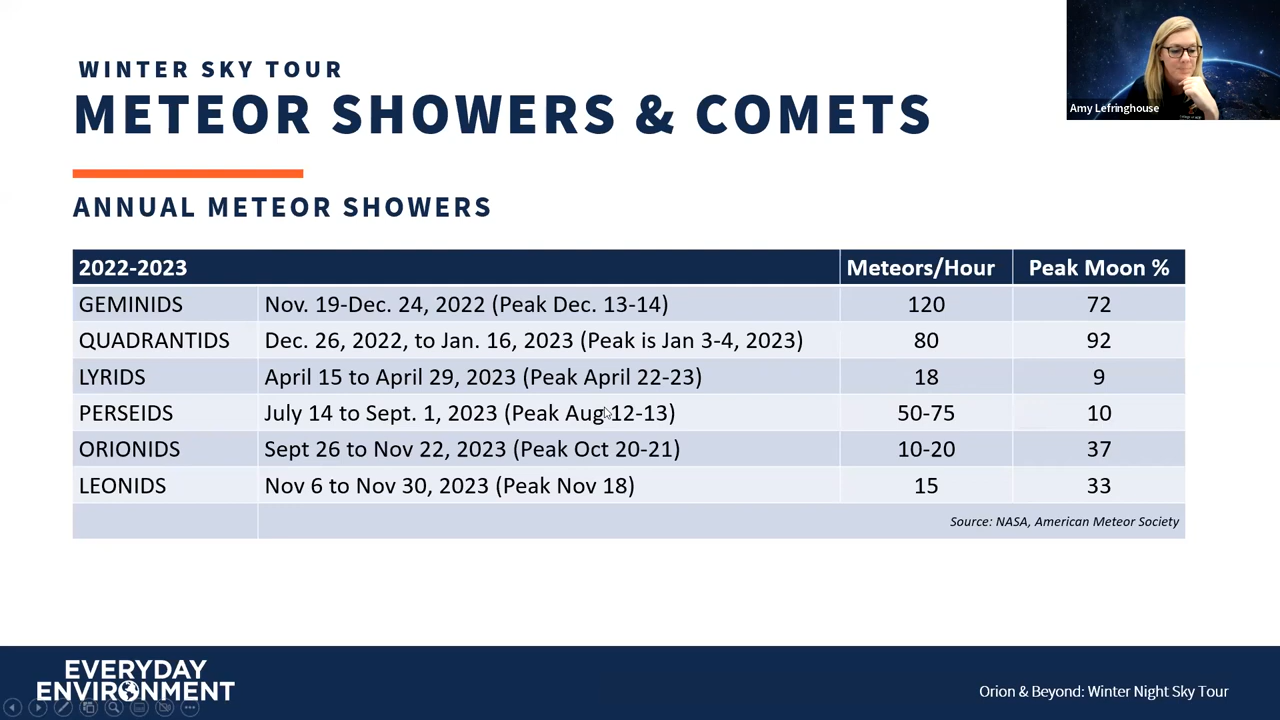 WINTER SKY TOUR
METEOR SHOWERS & COMETS
Amy Lefringhouse
ANNUAL METEOR SHOWERS
2022-2023 Meteors/Hour Peak Moon %
GEMINIDS Nov. 19-Dec. 24, 2022 (Peak Dec. 13-14) 120 72
QUADRANTIDS Dec. 26, 2022, to Jan. 16, 2023 (Peak is Jan 3-4, 2023) 80 92
LYRIDS April 15 to April 29, 2023 (Peak April 22-23) 18 9
PERSEIDS July 14 to Sept. 1, 2023 (Peak Aug 12-13) 50-75 10
ORIONIDS Sept 26 to Nov 22, 2023 (Peak Oct 20-21) 10-20 37
LEONIDS Nov 6 to Nov 30, 2023 (Peak Nov 18) 15 33
Source: NASA, American Meteor Society
EVERYDAY
ENVIRONMENT
Orion & Beyond: Winter Night Sky Tour